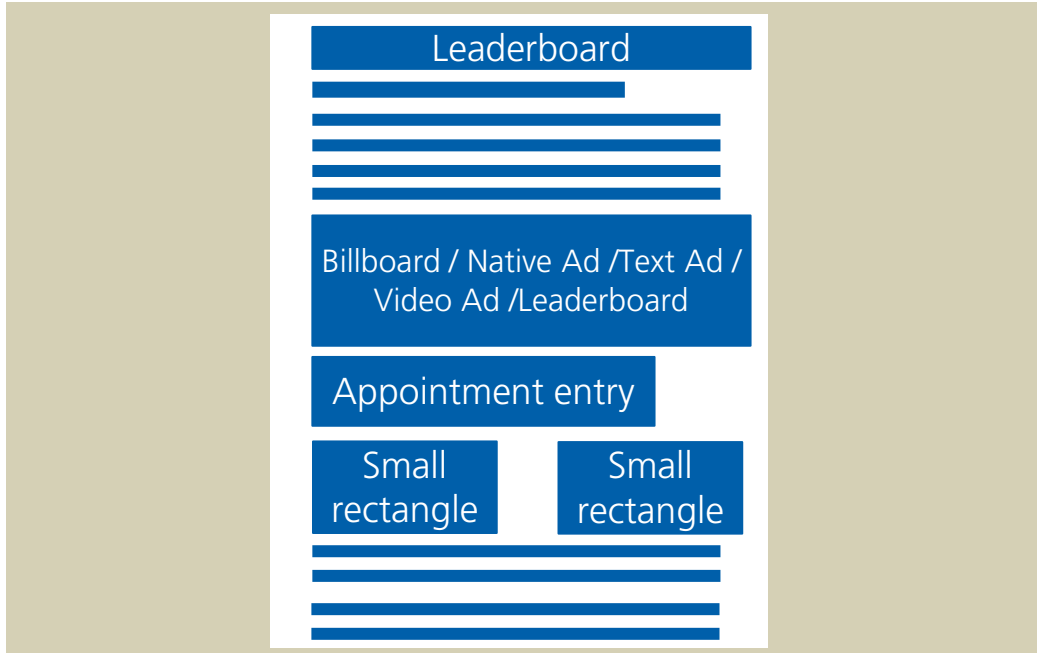 Leaderboard
Billboard / Native Ad /Text Ad /
Video Ad /Leaderboard
Appointment entry
Small
rectangle
Small
rectangle